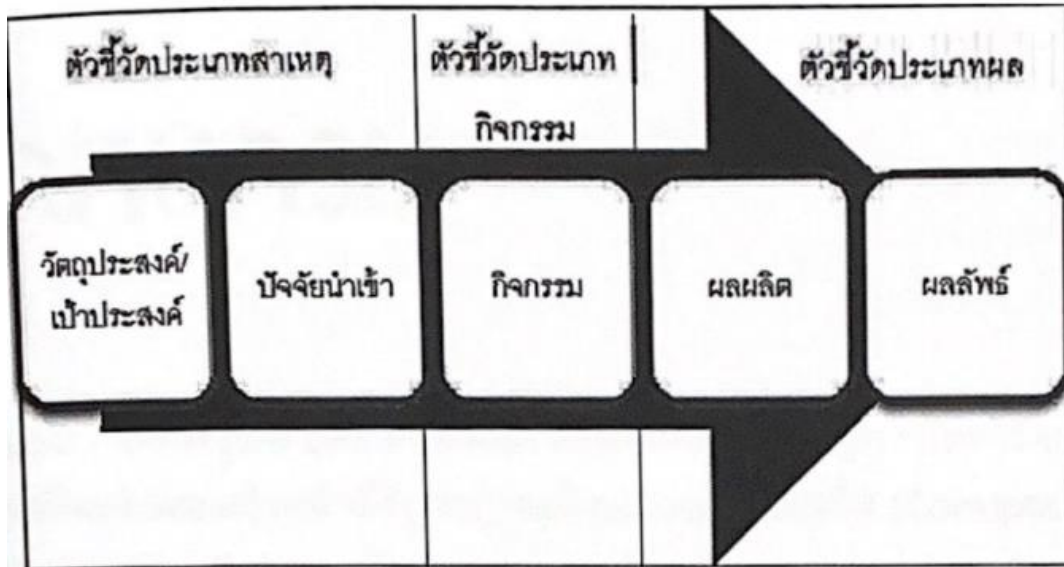 ตัวชี้วัดประเภทสาเหตุ
ตัวชี้วัดประเภท
กิจกรรม
ตัวชี้วัดประเภทผล
วัตถุประสงค์/
เป้าประสงค์
ปัจจัยนำเข้า
กิจกรรม
ผลผลิต
ผลลัพธ์